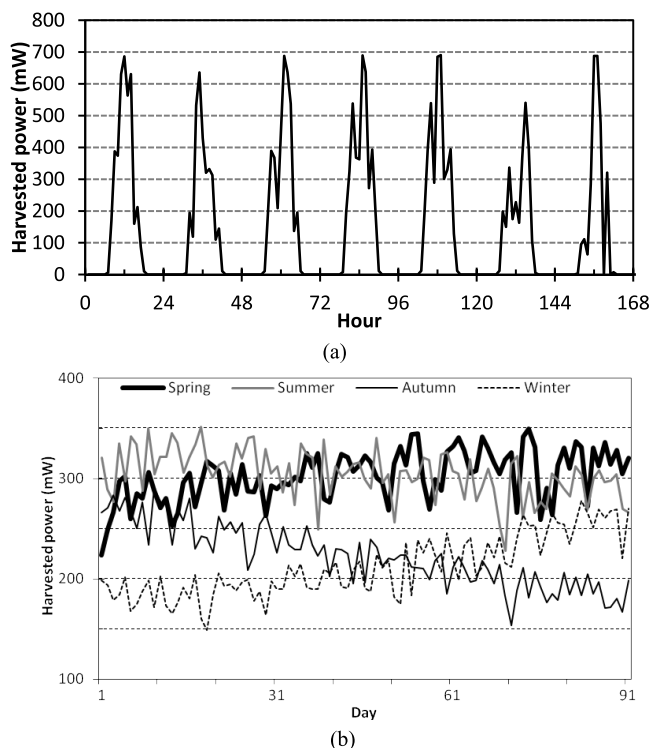 800
700
600
500
400
300
200
100
0
Harvested power (mW)
0 24 48 72 96 120 144 168
Hour
(a)
400
300
200
100
Harvested power (mW)
Spring Summer Autumn Winter
1 31 61 91
Day
(b)